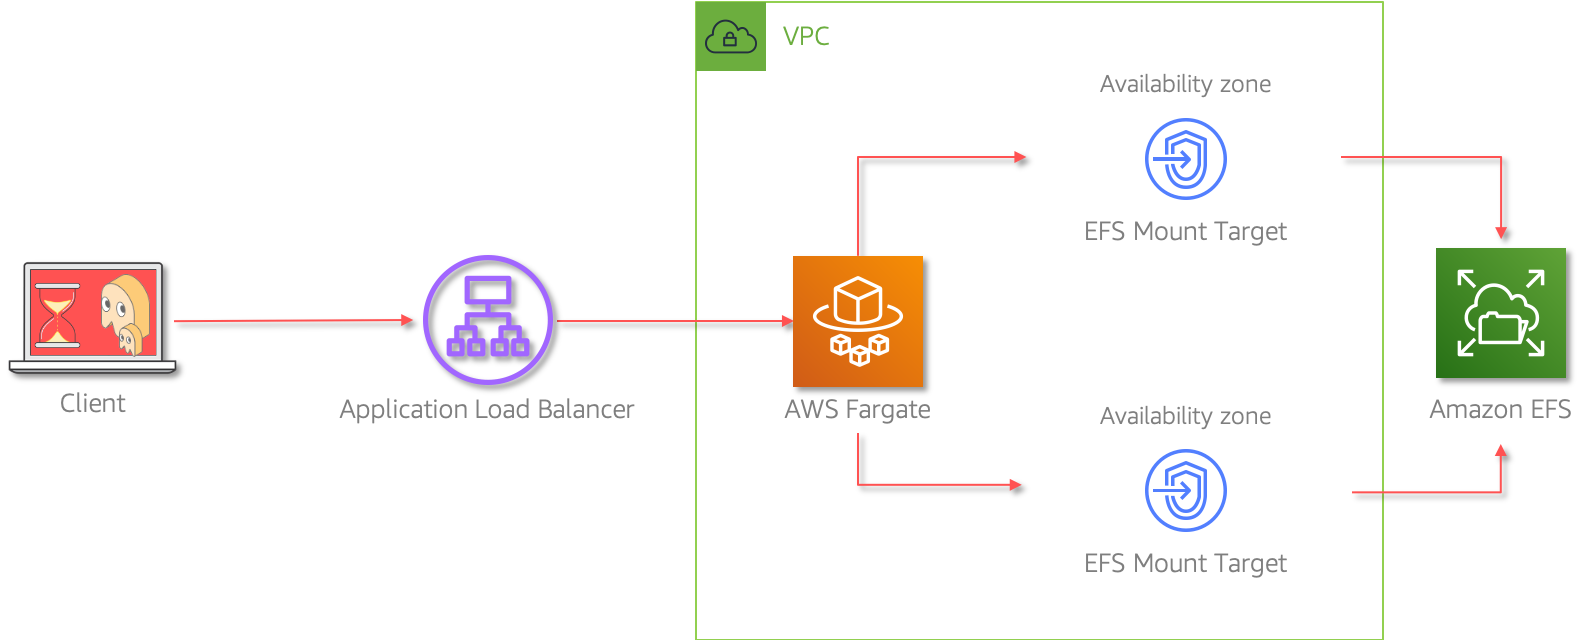 VPC
Availability zone
EFS Mount Target
Client
Application Load Balancer
AWS Fargate
Availability zone
EFS Mount Target
Amazon EFS